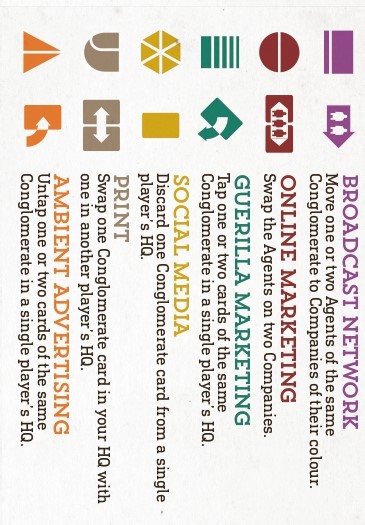 BROADCAST NETWORK
Move one or two Agents of the same
Conglomerate to Companies of their colour.
ONLINE MARKETING
Swap the Agents on two Companies.
GUERILLA MARKETING
Tap one or two cards of the same
Conglomerate in a single player's HQ.
SOCIAL MEDIA
Discard one Conglomerate card from a single
player's HQ.
PRINT
Swap one Conglomerate card in your HQ with
one in another player's HQ.
AMBIENT ADVERTISING
Untap one or two cards of the same
Conglomerate in a single player's HQ.